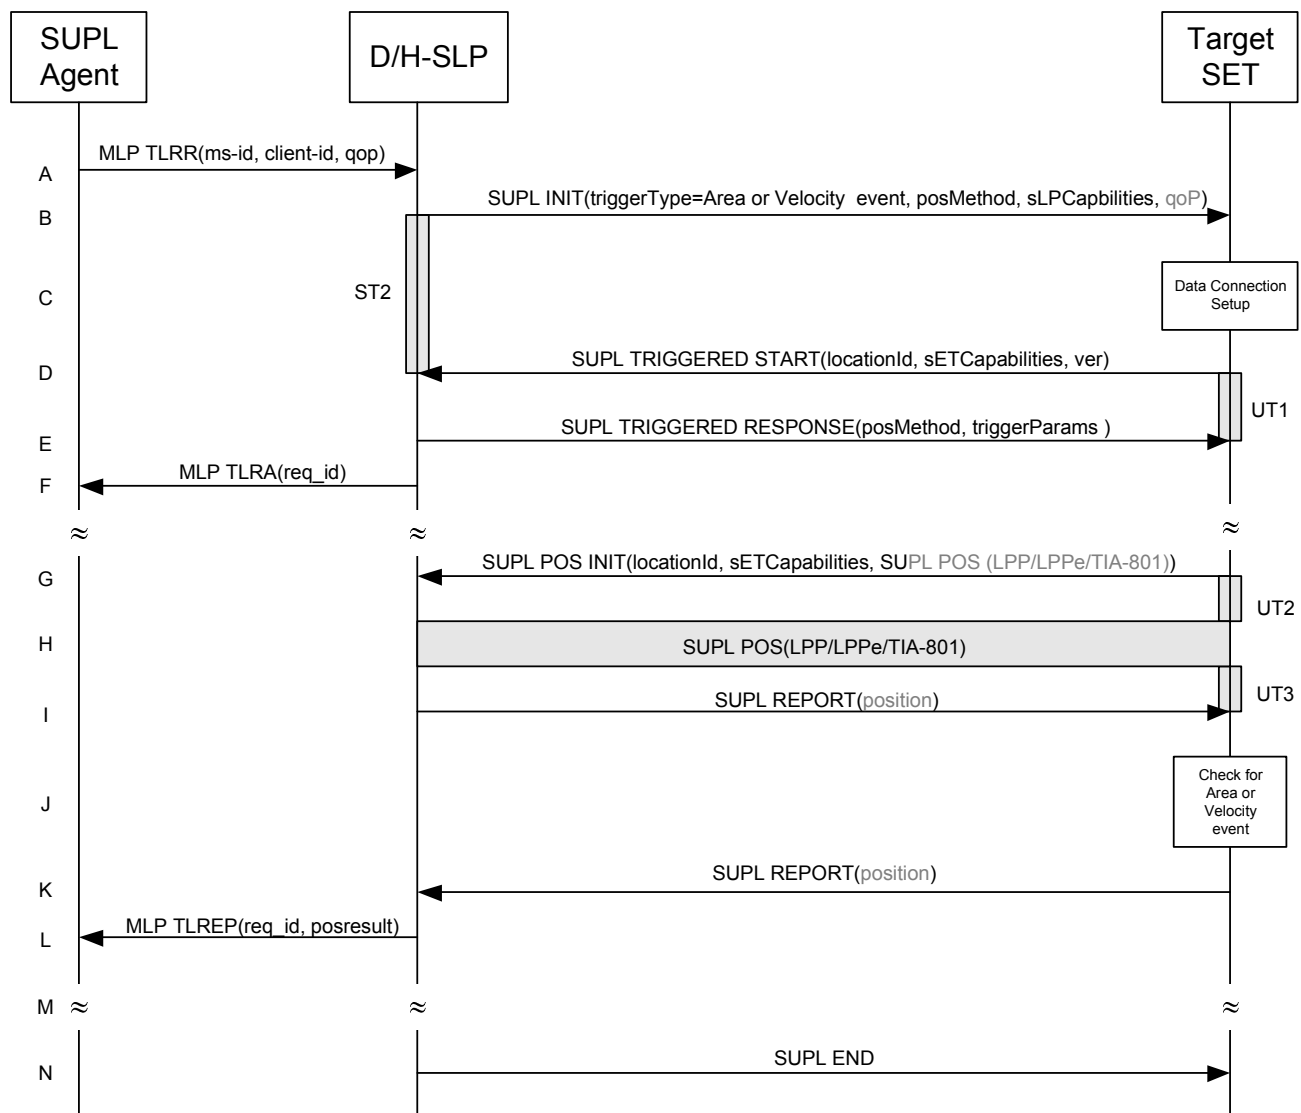 SUPL
Agent
D/H-SLP
Target
SET
MLP TLRR(ms-id, client-id, qop)
A
SUPL INIT(triggerType=Area or Velocity event, posMethod, sLPCapbilities, qoP)
B
Data Connection
Setup
C
ST2
SUPL TRIGGERED START(locationId, sETCapabilities, ver)
D
UT1
SUPL TRIGGERED RESPONSE(posMethod, triggerParams )
E
MLP TLRA(req_id)
F
≈ ≈ ≈
SUPL POS INIT(locationId, sETCapabilities, SUPL POS (LPP/LPPe/TIA-801))
G
UT2
H
SUPL POS(LPP/LPPe/TIA-801)
SUPL REPORT(position)
UT3
I
Check for
Area or
Velocity
event
J
SUPL REPORT(position)
K
MLP TLREP(req_id, posresult)
L
M ≈ ≈ ≈
SUPL END
N